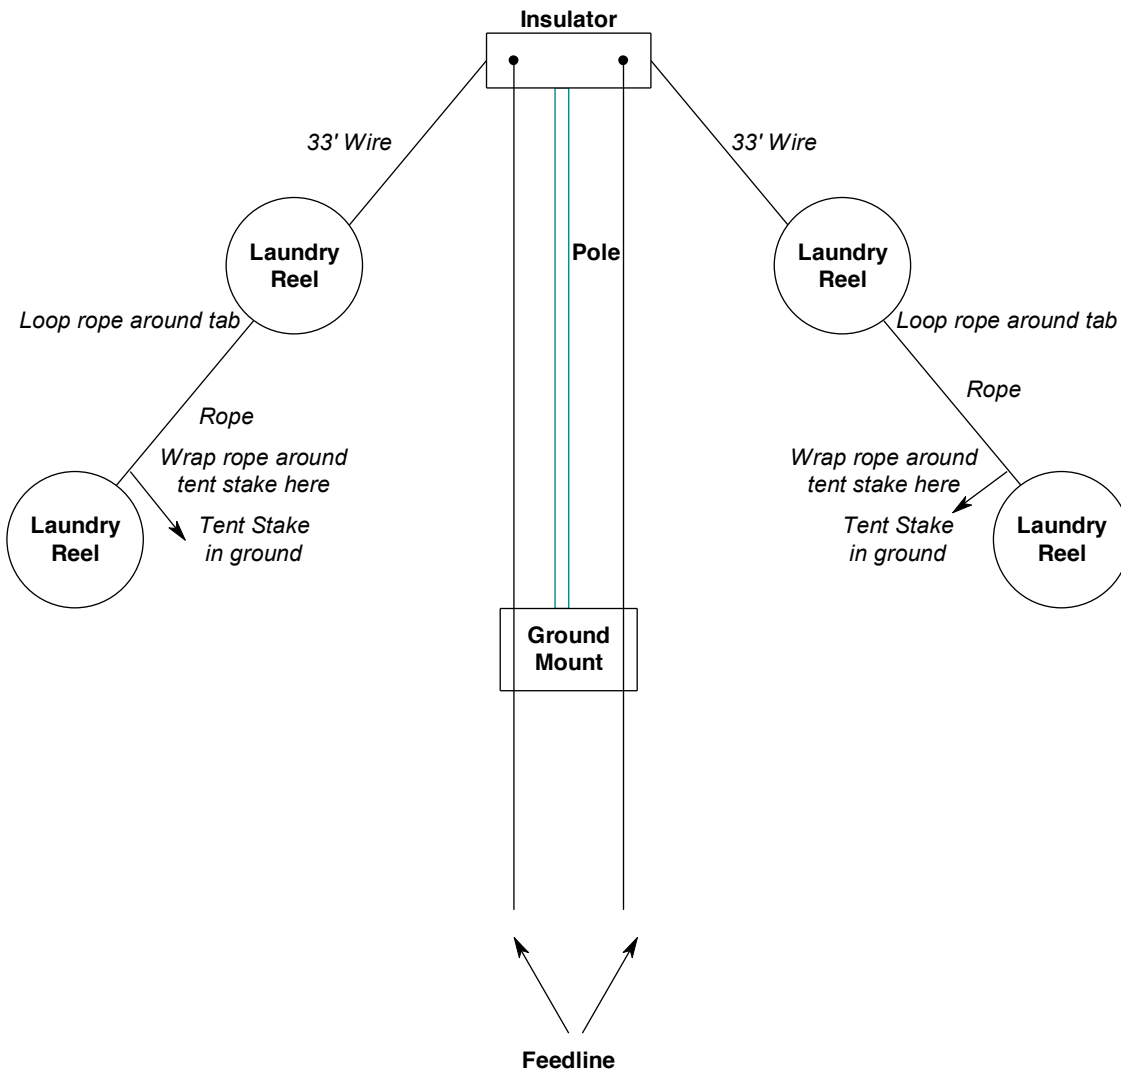 Insulator
33' Wire
33' Wire
Laundry
Reel
Pole
Laundry
Reel
Loop rope around tab
Loop rope around tab
Rope
Rope
Wrap rope around
tent stake here
Wrap rope around
tent stake here
Laundry
Reel
Tent Stake
in ground
Tent Stake
in ground
Laundry
Reel
Ground
Mount
Feedline